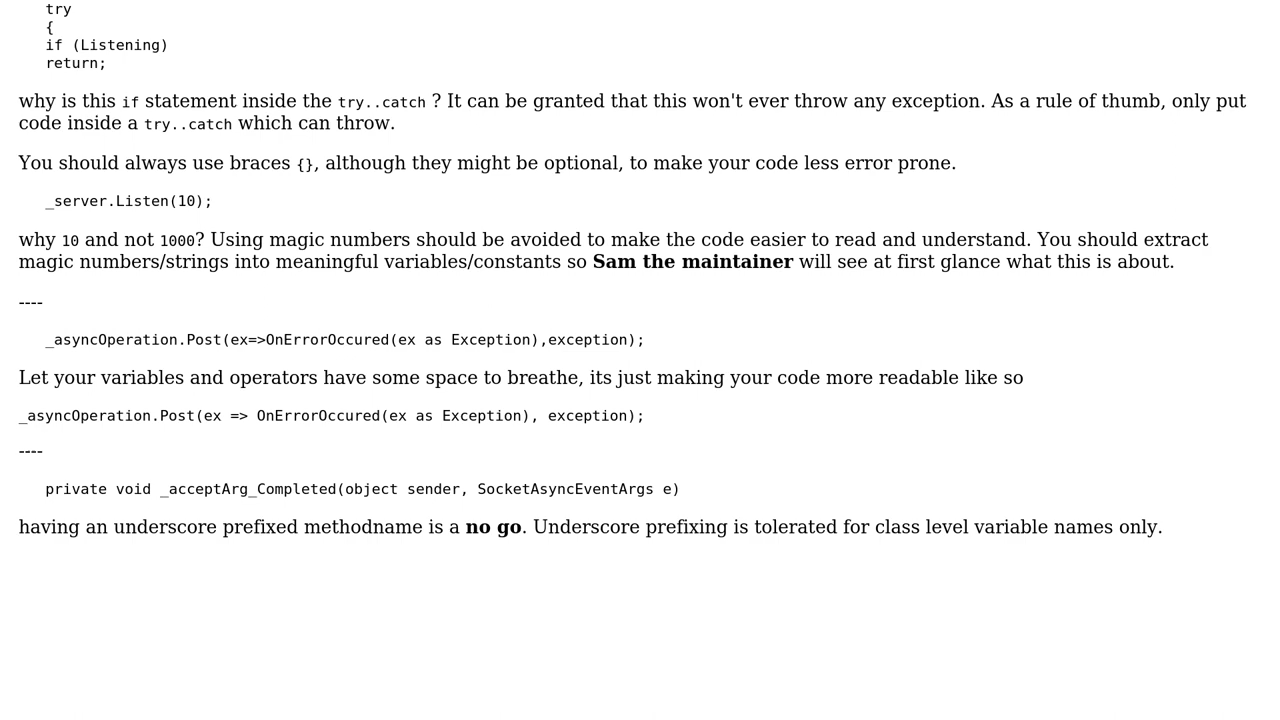 try
{
if (Listening)
return;
why is this if statement inside the try..catch ? It can be granted that this won't ever throw any exception. As a rule of thumb, only put
code inside a try..catch which can throw.
You should always use braces {}, although they might be optional, to make your code less error prone.
_server.Listen(10);
why 10 and not 1000? Using magic numbers should be avoided to make the code easier to read and understand. You should extract
magic numbers/strings into meaningful variables/constants so Sam the maintainer will see at first glance what this is about.
----
_asyncOperation.Post(ex=>OnErrorOccured(ex as Exception),exception);
Let your variables and operators have some space to breathe, its just making your code more readable like so
_asyncOperation.Post(ex => OnErrorOccured(ex as Exception), exception);
----
private void _acceptArg_Completed(object sender, SocketAsyncEventArgs e)
having an underscore prefixed methodname is a no go. Underscore prefixing is tolerated for class level variable names only.